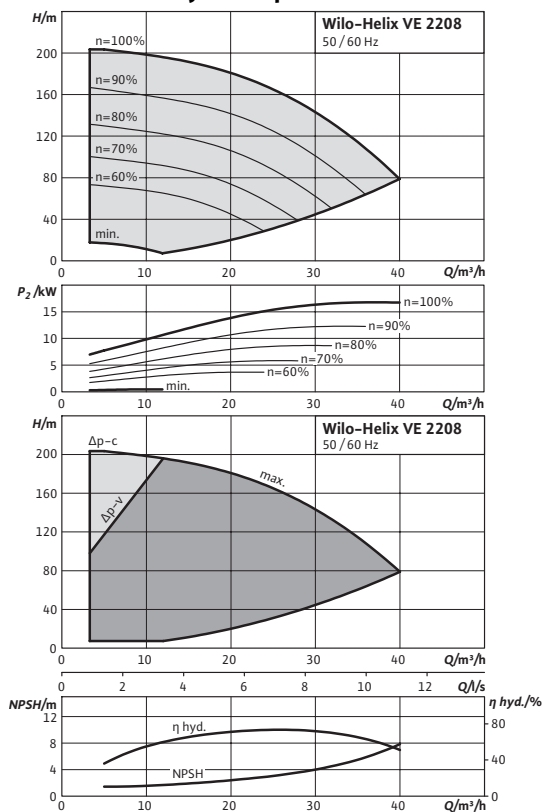 H/m
Wilo-Helix VE 2208
50 / 60 Hz
n=100%
200
n=90%
160
n=80%
120
n=70%
80
n=60%
40
min.
0
0 10 20 30 40 Q/m³/h
P2 /kW
15
n=100%
n=90%
10
n=80%
n=70%
5
n=60%
min.
0
0 10 20 30 40 Q/m³/h
H/m
Wilo-Helix VE 2208
50 / 60 Hz
Δp-c
200
max.
160
Δp-v
120
80
40
0
0 10 20 30 40 Q/m³/h
0 2 4 6 8 10 12 Q/l/s
NPSH/m
η hyd./%
12
η hyd.
80
8
40
4
NPSH
0
0
0 10 20 30 40 Q/m³/h